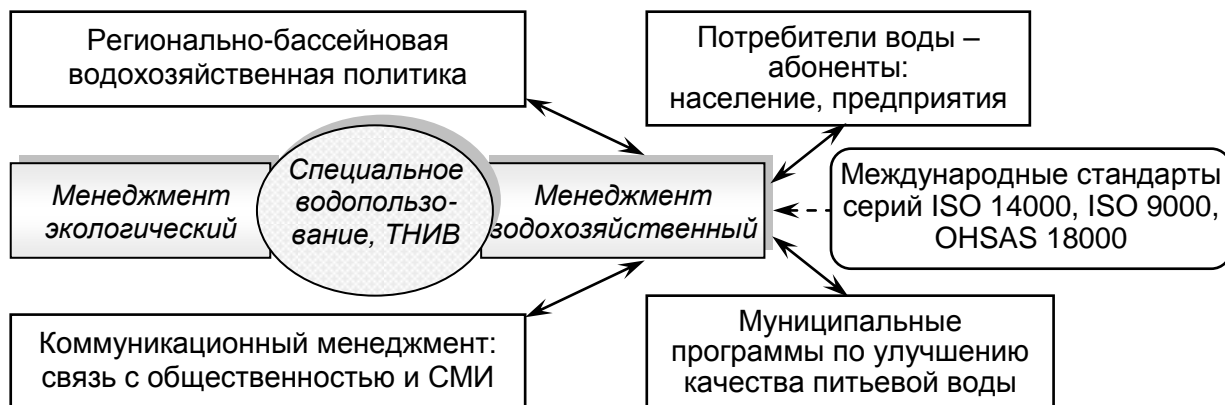 Регионально-бассейновая
водохозяйственная политика
Потребители воды –
абоненты:
население, предприятия
Менеджмент
экологический
Специальное
водопользо-
вание, ТНИВ
Менеджмент
водохозяйственный
Международные стандарты
серий ISO 14000, ISO 9000,
OHSAS 18000
Коммуникационный менеджмент:
связь с общественностью и СМИ
Муниципальные
программы по улучшению
качества питьевой воды